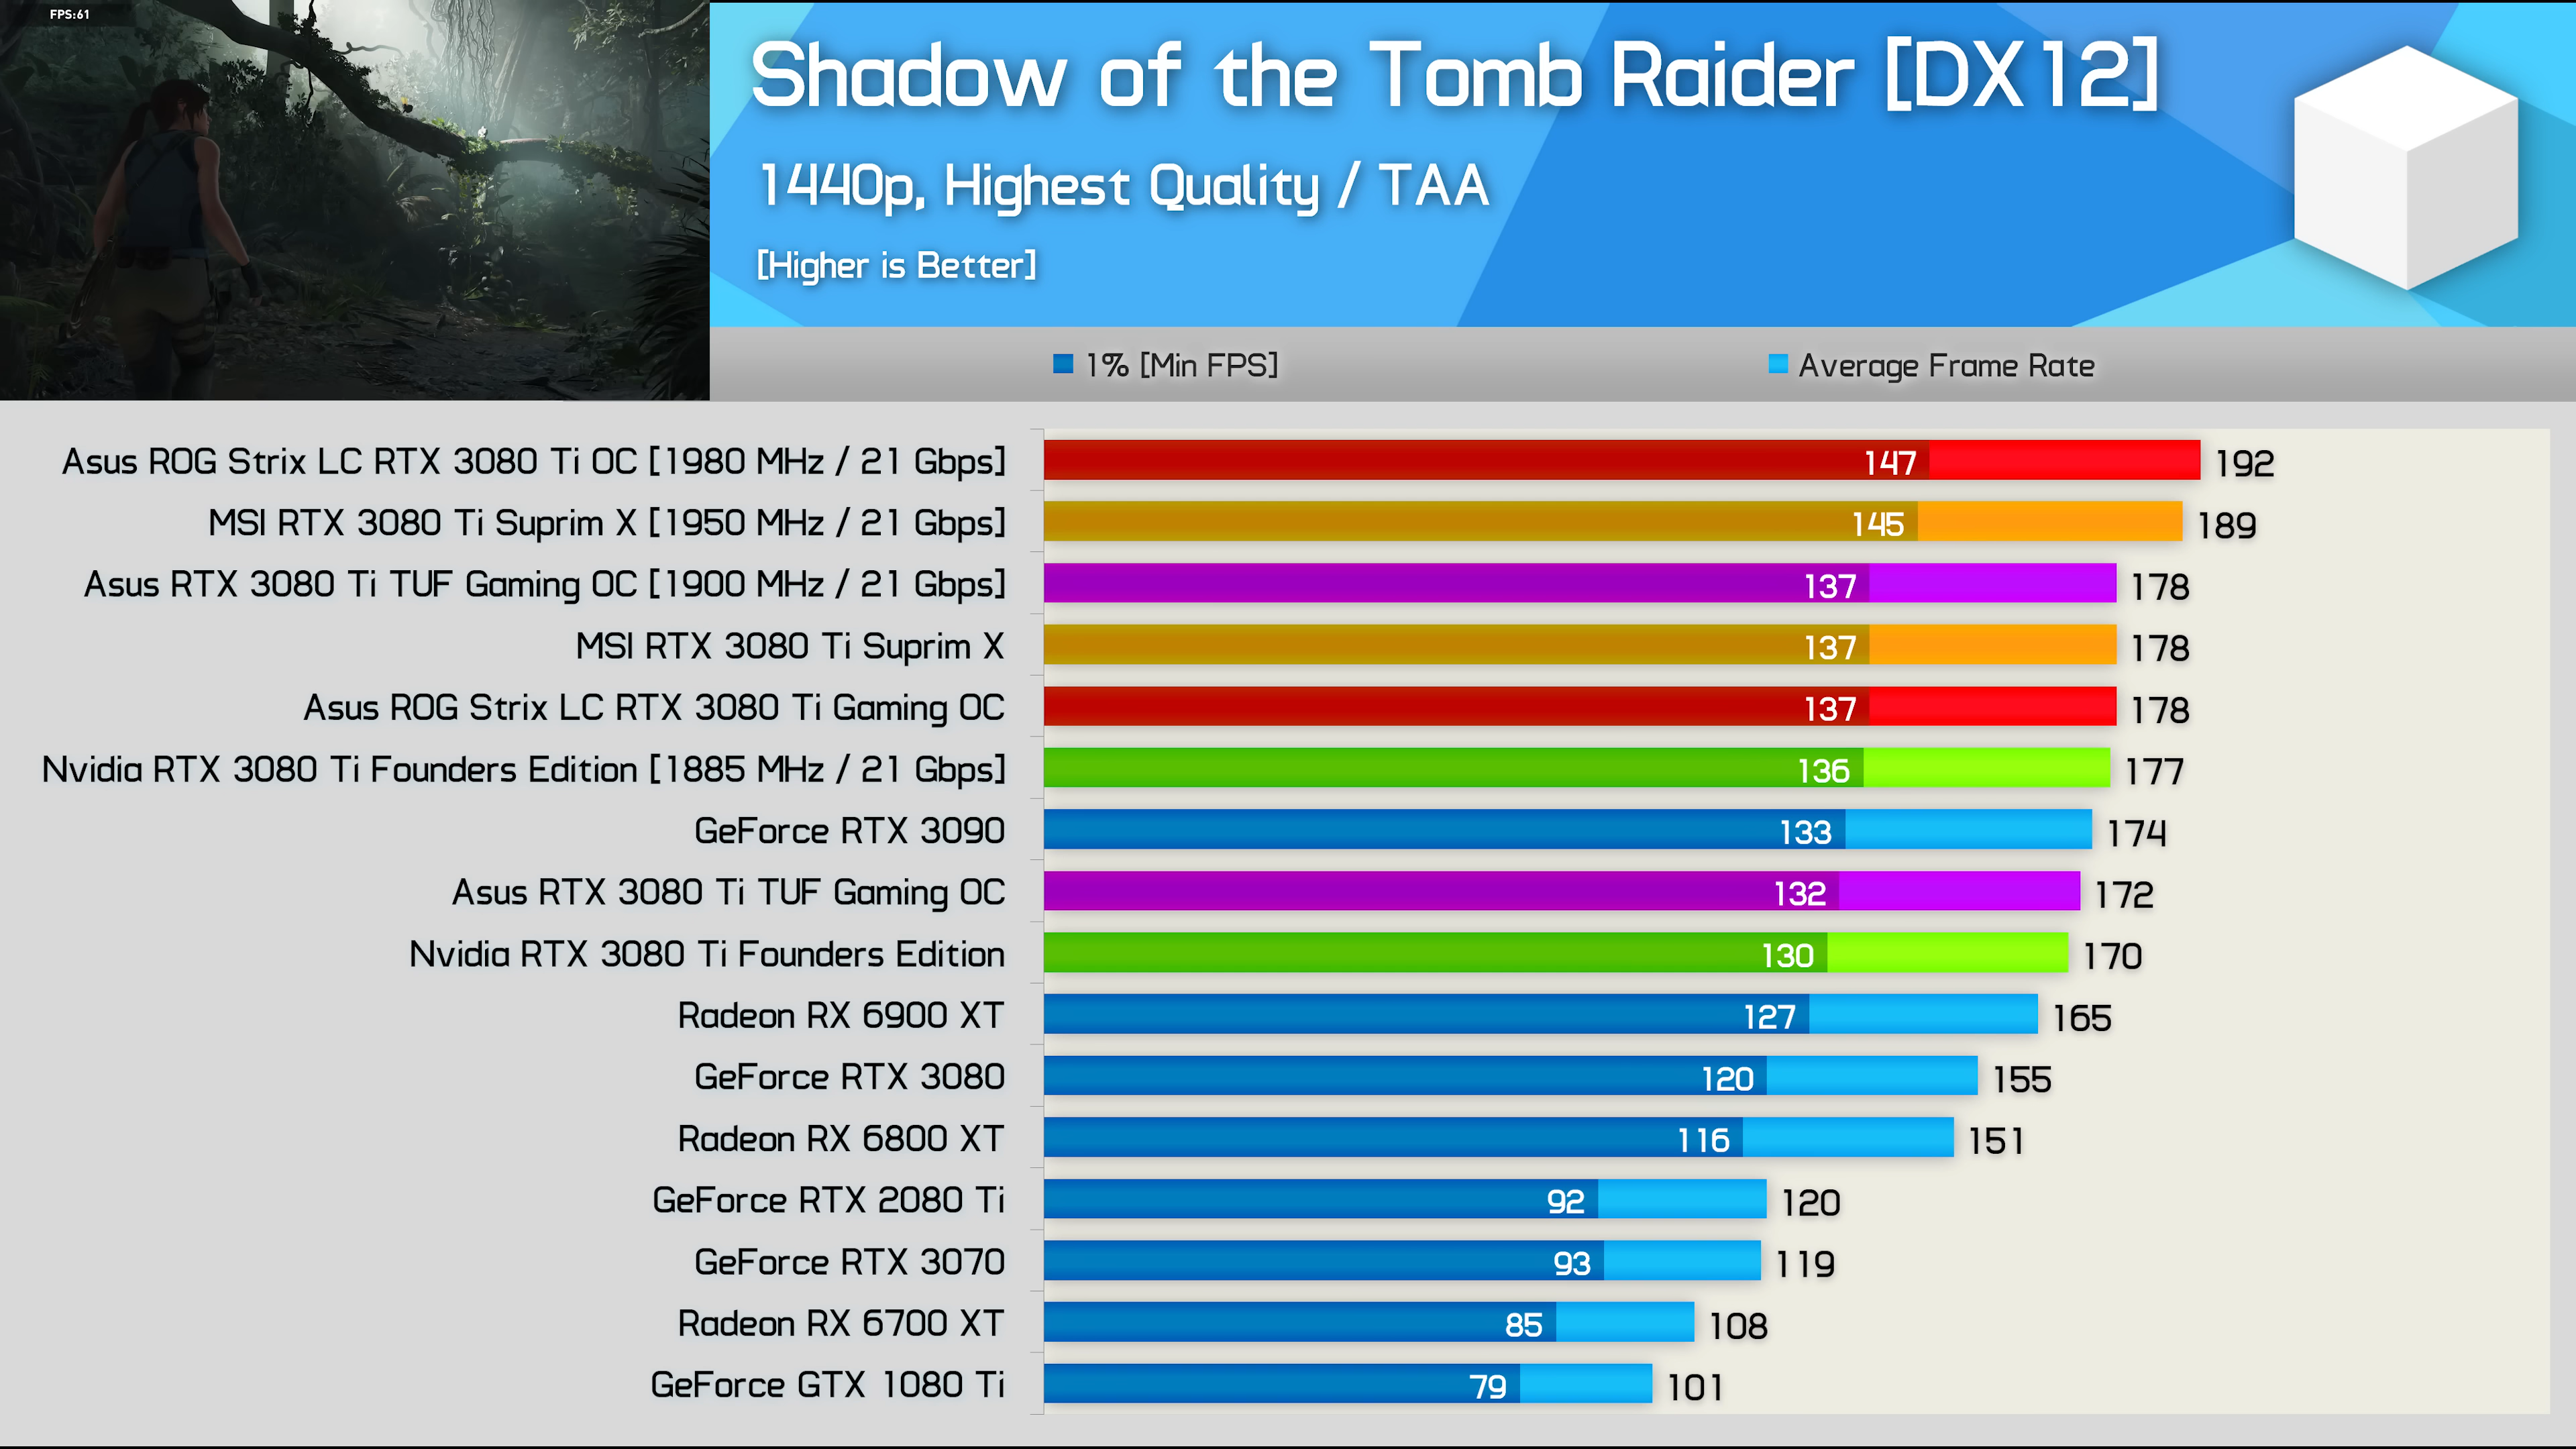 FPS:61
Shadow of the Tomb Raider [DX12]
1440p, Highest Quality / TAA
[Higher is Better]
1% [Min FPS] Average Frame Rate
Asus ROG Strix LC RTX 3080 Ti OC [1980 MHz / 21 Gbps] 147 192
MSI RTX 3080 Ti Suprim X [1950 MHz / 21 Gbps] 145 189
Asus RTX 3080 Ti TUF Gaming OC [1900 MHz / 21 Gbps] 137 178
MSI RTX 3080 Ti Suprim X 137 178
Asus ROG Strix LC RTX 3080 Ti Gaming OC 137 178
Nvidia RTX 3080 Ti Founders Edition [1885 MHz / 21 Gbps] 136 177
GeForce RTX 3090 133 174
Asus RTX 3080 Ti TUF Gaming OC 132 172
Nvidia RTX 3080 Ti Founders Edition 130 170
Radeon RX 6900 XT 127 165
GeForce RTX 3080 120 155
Radeon RX 6800 XT 116 151
GeForce RTX 2080 Ti 92 120
GeForce RTX 3070 93 119
Radeon RX 6700 XT 85 108
GeForce GTX 1080 Ti 79 101